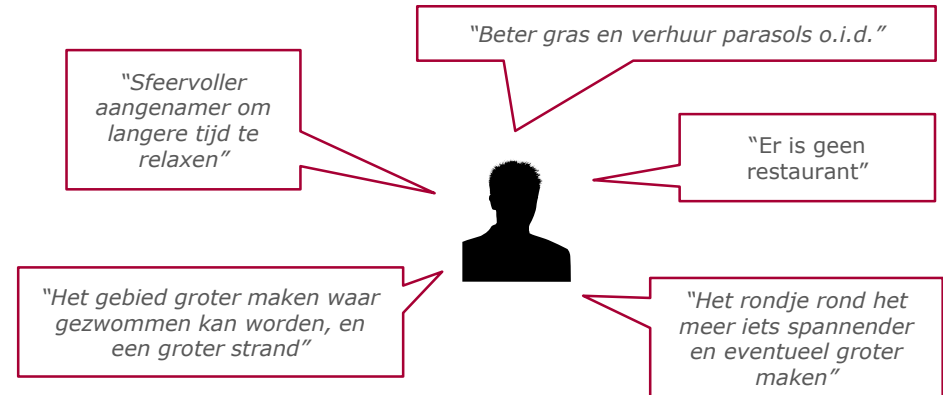 “Beter gras en verhuur parasols o.i.d.”
“Sfeervoller
aangenamer om
langere tijd te
relaxen”
“Er is geen
restaurant”
“Het gebied groter maken waar
gezwommen kan worden, en
een groter strand”
“Het rondje rond het
meer iets spannender
en eventueel groter
maken”